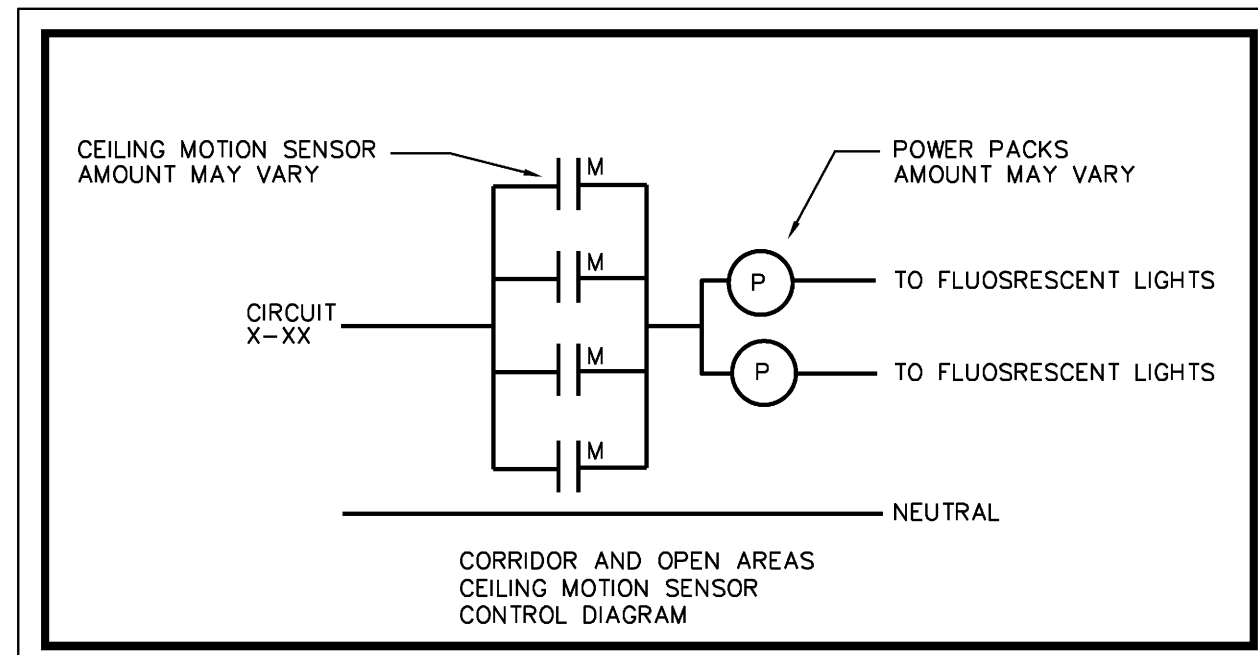 CEILING MOTION SENSOR
AMOUNT MAY VARY
POWER PACKS
AMOUNT MAY VARY
M
M
P
TO FLUOSRESCENT LIGHTS
CIRCUIT
X-XX
M
P
TO FLUOSRESCENT LIGHTS
M
NEUTRAL
CORRIDOR AND OPEN AREAS
CEILING MOTION SENSOR
CONTROL DIAGRAM